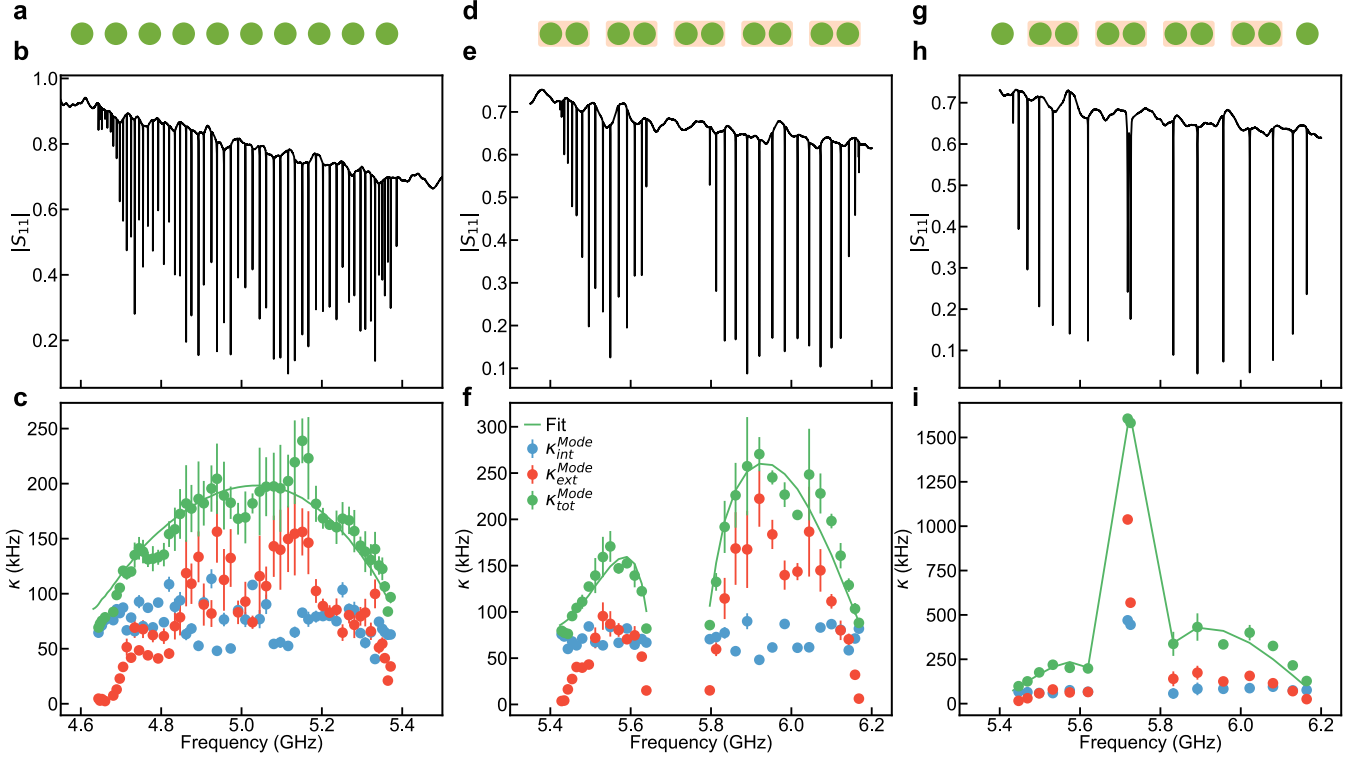 a
d
g
b
e
h
1.0
0.8
0.6
0.4
0.2
|S11|
0.7
0.6
0.5
0.4
0.3
0.2
0.1
|S11|
0.7
0.6
0.5
0.4
0.3
0.2
0.1
|S11|
c
250
200
150
100
50
0
κ (kHz)
4.6 4.8 5.0 5.2 5.4
Frequency (GHz)
f
300
250
200
150
100
50
0
κ (kHz)
Fit
κ_int^Mode
κ_ext^Mode
κ_tot^Mode
5.4 5.6 5.8 6.0 6.2
Frequency (GHz)
i
1500
1250
1000
750
500
250
0
κ (kHz)
5.4 5.6 5.8 6.0 6.2
Frequency (GHz)